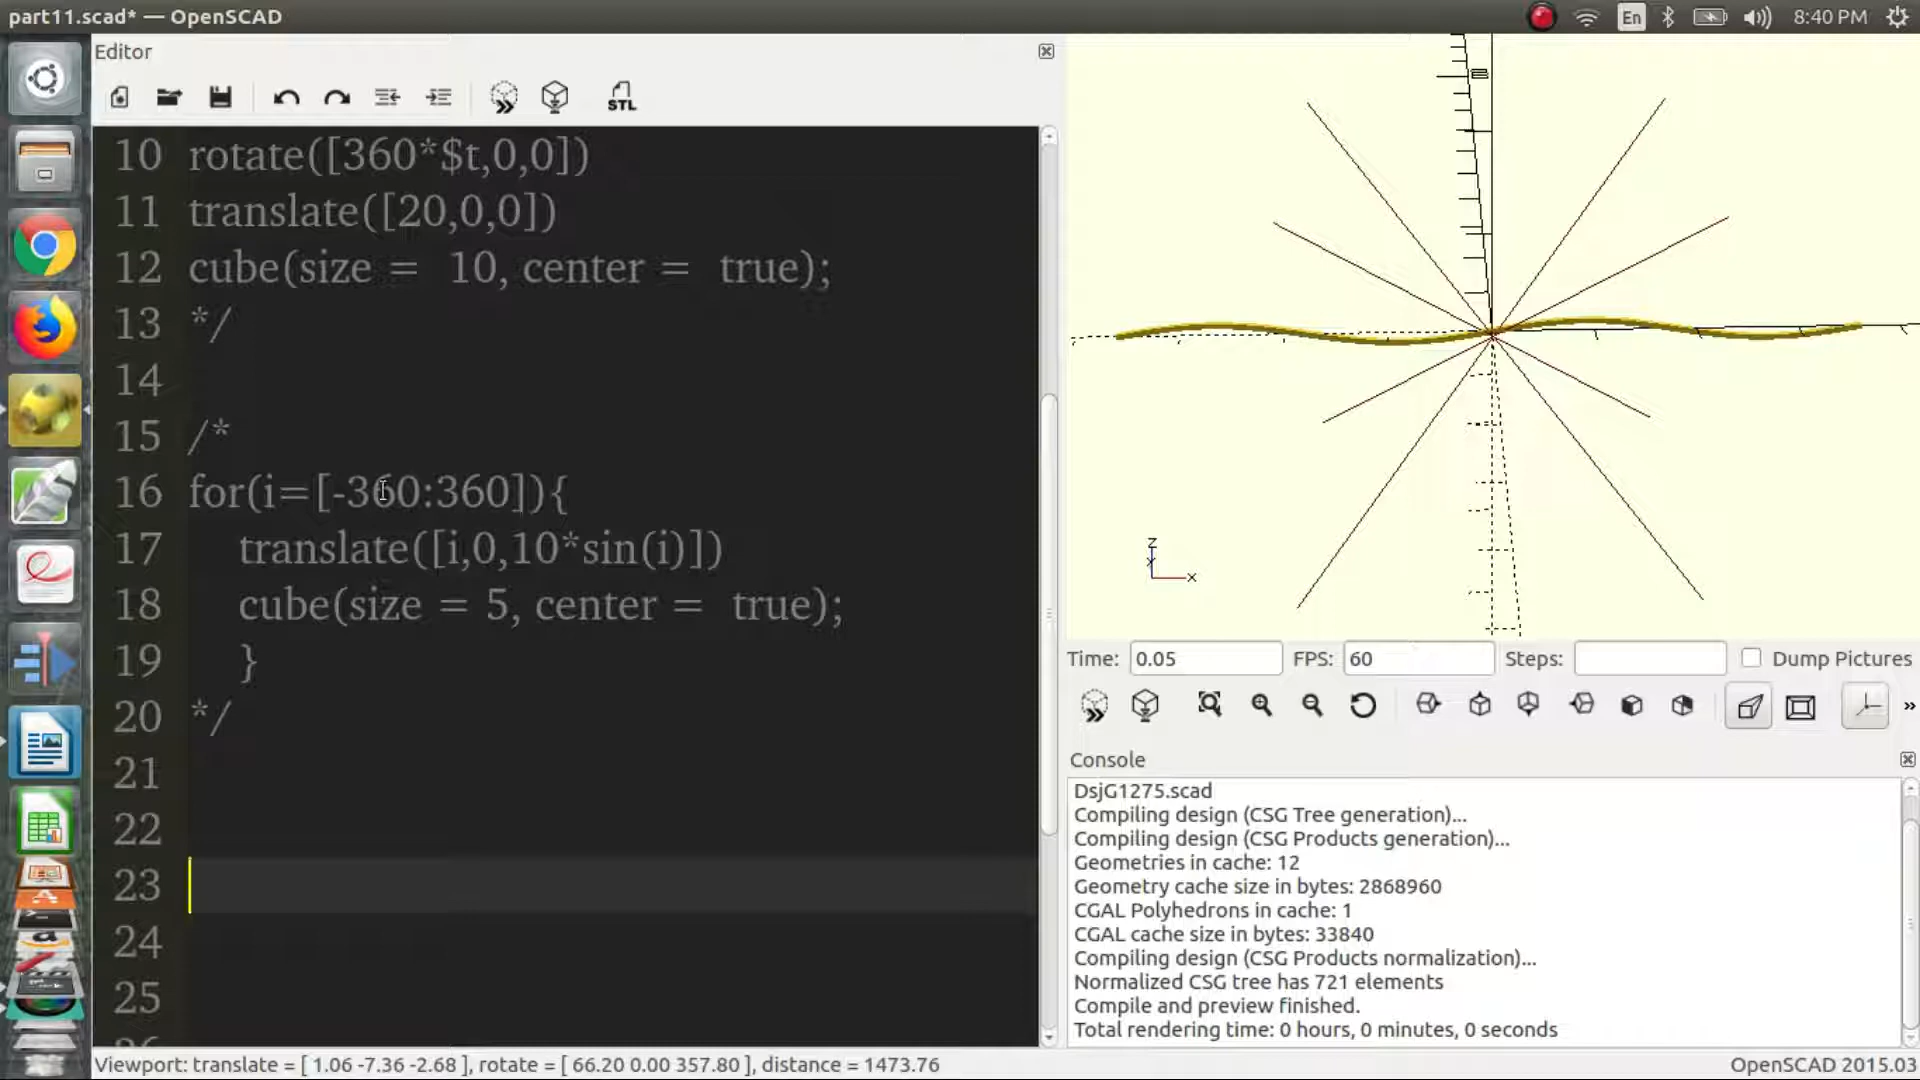 part11.scad* — OpenSCAD
En
8:40 PM
Editor
STL
10 rotate([360*$t,0,0])
11 translate([20,0,0])
12 cube(size = 10, center = true);
13 */
14
15 /*
16 for(i=[-360:360]){
17 translate([i,0,10*sin(i)])
18 cube(size = 5, center = true);
19 }
20 */
21
22
23
24
25
Z
X
Time: 0.05 FPS: 60 Steps: Dump Pictures
»
Console
DsjG1275.scad
Compiling design (CSG Tree generation)...
Compiling design (CSG Products generation)...
Geometries in cache: 12
Geometry cache size in bytes: 2868960
CGAL Polyhedrons in cache: 1
CGAL cache size in bytes: 33840
Compiling design (CSG Products normalization)...
Normalized CSG tree has 721 elements
Compile and preview finished.
Total rendering time: 0 hours, 0 minutes, 0 seconds
Viewport: translate = [ 1.06 -7.36 -2.68 ], rotate = [ 66.20 0.00 357.80 ], distance = 1473.76
OpenSCAD 2015.03